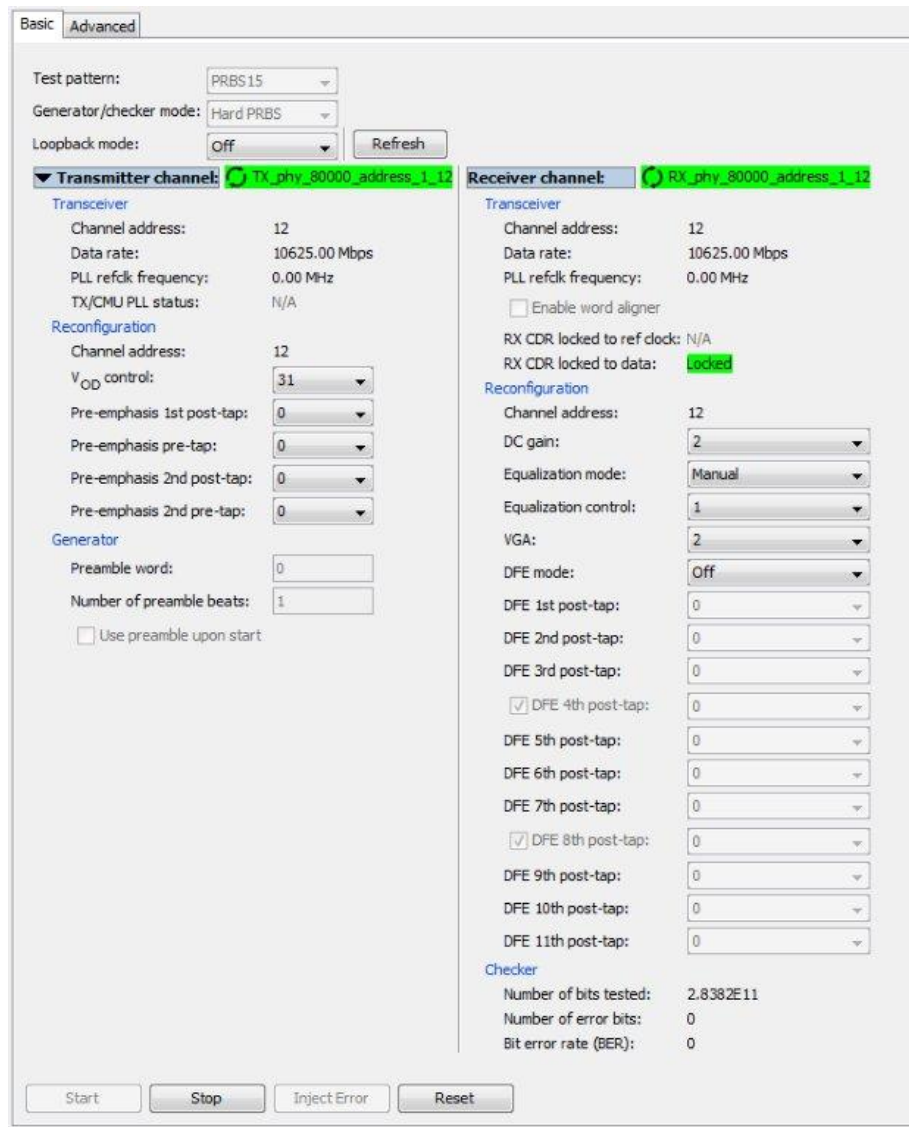 Basic Advanced
Test pattern: PRBS15
Generator/checker mode: Hard PRBS
Loopback mode: Off Refresh
Transmitter channel: TX_phy_80000_address_1_12
Transceiver
Channel address: 12
Data rate: 10625.00 Mbps
PLL refclk frequency: 0.00 MHz
TX/CMU PLL status: N/A
Reconfiguration
Channel address: 12
VOD control: 31
Pre-emphasis 1st post-tap: 0
Pre-emphasis pre-tap: 0
Pre-emphasis 2nd post-tap: 0
Pre-emphasis 2nd pre-tap: 0
Generator
Preamble word: 0
Number of preamble beats: 1
Use preamble upon start
Receiver channel: RX_phy_80000_address_1_12
Transceiver
Channel address: 12
Data rate: 10625.00 Mbps
PLL refclk frequency: 0.00 MHz
Enable word aligner
RX CDR locked to ref clock: N/A
RX CDR locked to data: Locked
Reconfiguration
Channel address: 12
DC gain: 2
Equalization mode: Manual
Equalization control: 1
VGA: 2
DFE mode: Off
DFE 1st post-tap: 0
DFE 2nd post-tap: 0
DFE 3rd post-tap: 0
DFE 4th post-tap: 0
DFE 5th post-tap: 0
DFE 6th post-tap: 0
DFE 7th post-tap: 0
DFE 8th post-tap: 0
DFE 9th post-tap: 0
DFE 10th post-tap: 0
DFE 11th post-tap: 0
Checker
Number of bits tested: 2.8382E11
Number of error bits: 0
Bit error rate (BER): 0
Start Stop Inject Error Reset